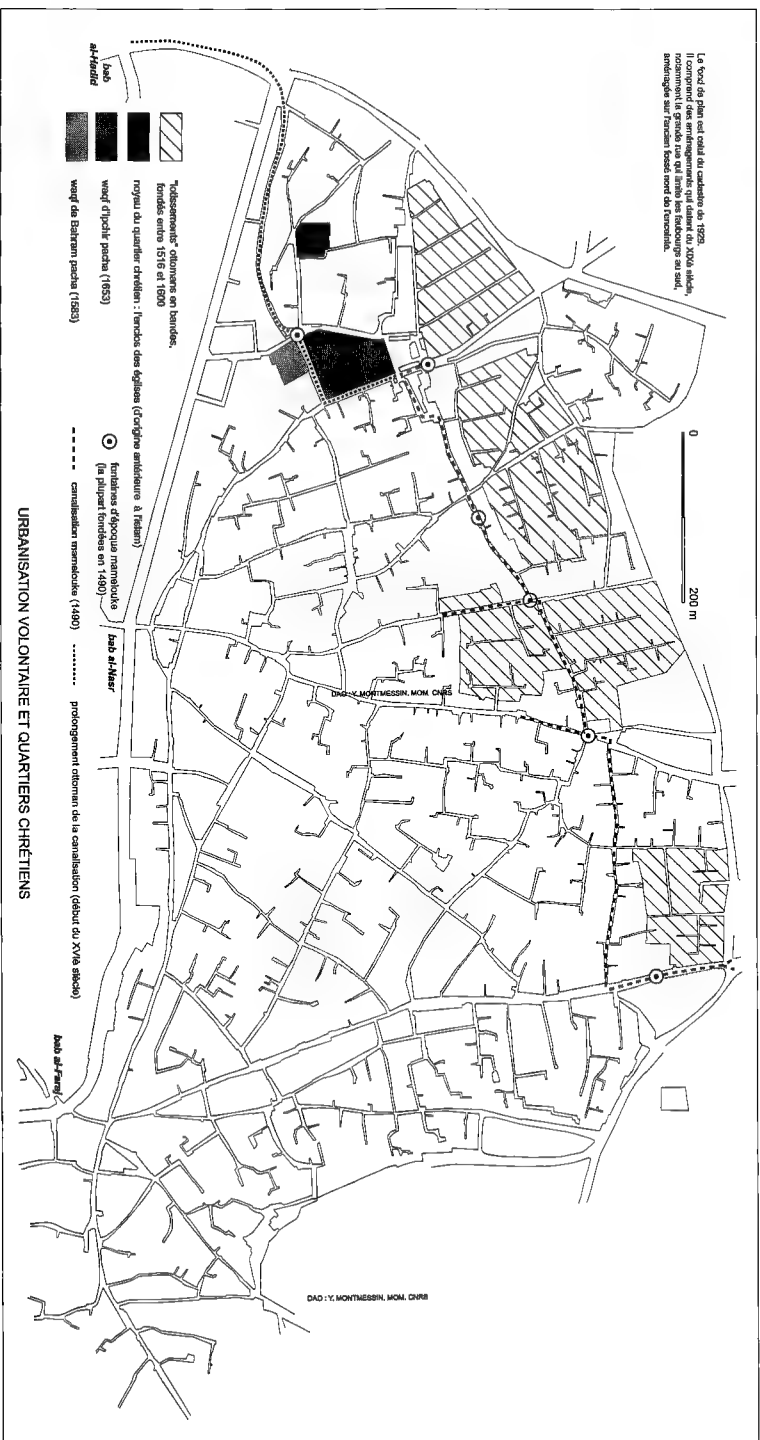 Le fond de plan est celui du cadastre de 1929.
Il comprend des aménagements qui datent du XIXè siècle,
notamment la grande rue qui limite les faubourgs au sud,
aménagée sur l'ancien fossé nord de l'enceinte.
0 200 m
DAO : Y. MONTMESSIN, MOM, CNRS
DAO : Y. MONTMESSIN, MOM, CNRS
bab
al-Hadid
bab al-Nasr
bab al-Faraj
"lotissements" ottomans en bandes,
fondés entre 1516 et 1600
noyau du quartier chrétien : l'enclos des églises (d'origine antérieure à l'islam)
waqf d'Ipchir pacha (1653)
waqf de Bahram pacha (1583)
fontaines d'époque mamelouke
(la plupart fondées en 1490)
canalisation mamelouke (1490)
prolongement ottoman de la canalisation (début du XVIè siècle)
URBANISATION VOLONTAIRE ET QUARTIERS CHRÉTIENS